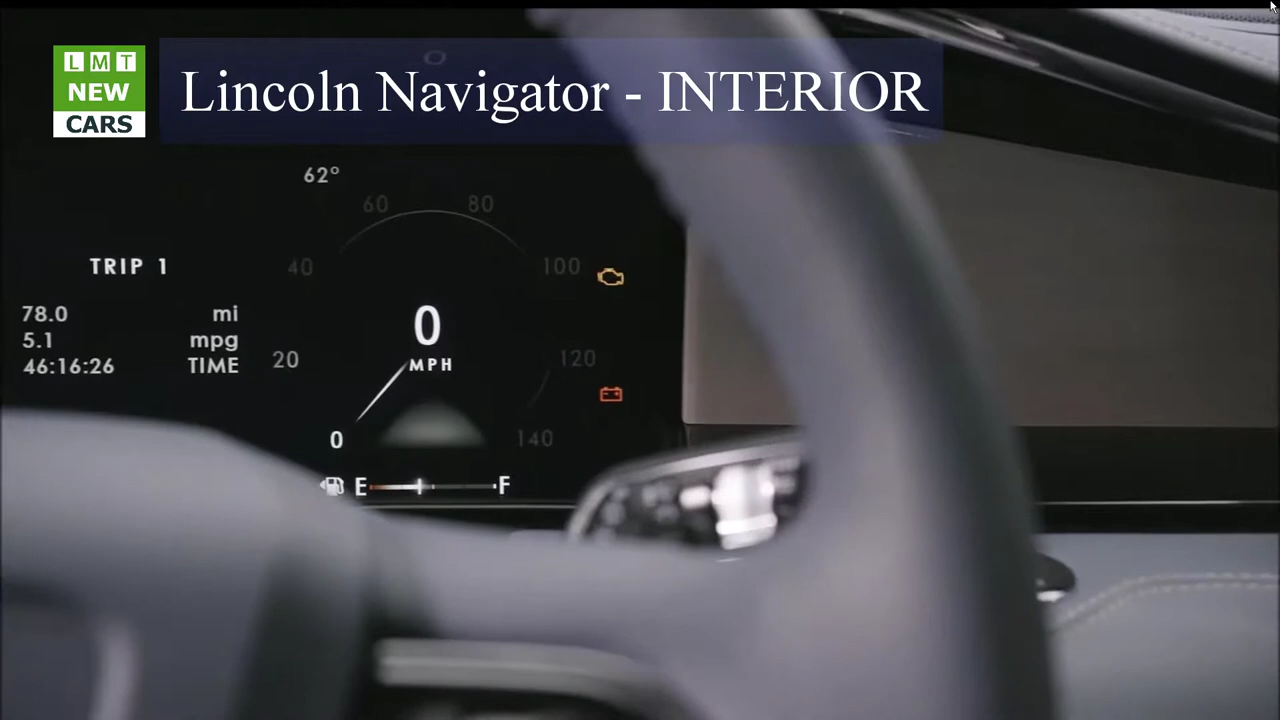 LMT
NEW
CARS
Lincoln Navigator - INTERIOR
62°
60 80
40 100
TRIP 1
78.0 mi
5.1 mpg
46:16:26 TIME
0
MPH
20 120
0 140
E F